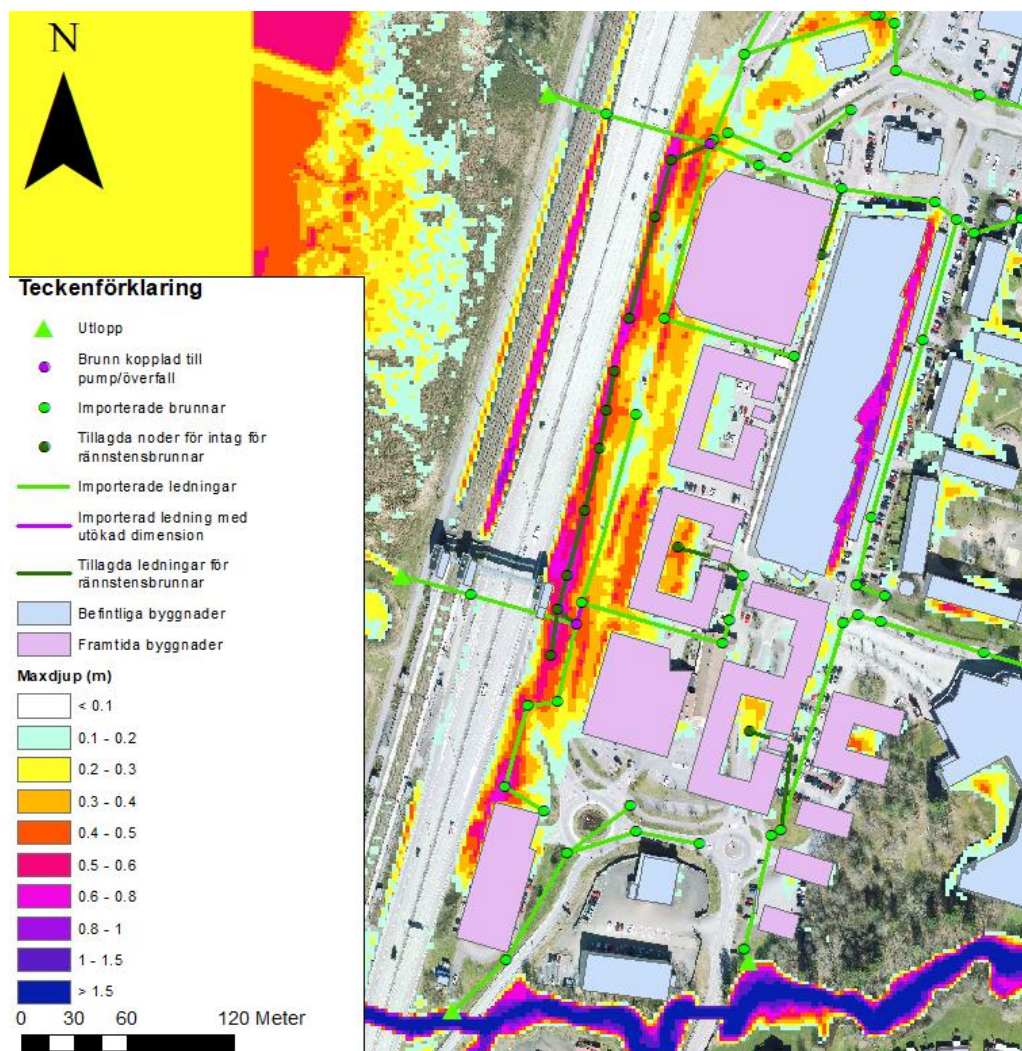 N
Teckenförklaring
Utlopp
Brunn kopplad till
pump/överfall
Importerade brunnar
Tillagda noder för intag för
rännstensbrunnar
Importerade ledningar
Importerad ledning med
utökad dimension
Tillagda ledningar för
rännstensbrunnar
Befintliga byggnader
Framtida byggnader
Maxdjup (m)
< 0.1
0.1 - 0.2
0.2 - 0.3
0.3 - 0.4
0.4 - 0.5
0.5 - 0.6
0.6 - 0.8
0.8 - 1
1 - 1.5
> 1.5
0 30 60 120 Meter